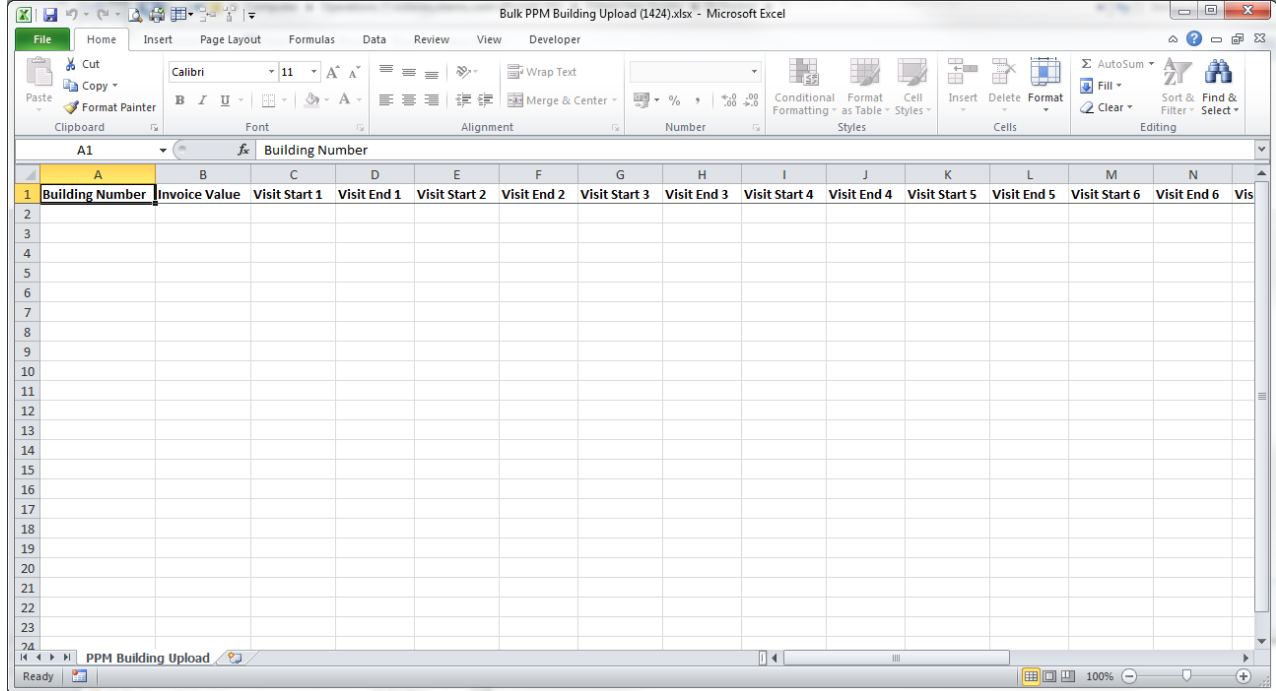 Bulk PPM Building Upload (1424).xlsx - Microsoft Excel
File Home Insert Page Layout Formulas Data Review View Developer
Cut
Copy
Format Painter
Paste
Clipboard
Calibri 11
B I U
Font
Wrap Text
Merge & Center
Alignment
%
Number
Conditional Formatting
Format as Table
Cell Styles
Styles
Insert Delete Format
Cells
Σ AutoSum
Fill
Clear
Sort & Filter
Find & Select
Editing
A1 fx Building Number
A B C D E F G H I J K L M N
1 Building Number Invoice Value Visit Start 1 Visit End 1 Visit Start 2 Visit End 2 Visit Start 3 Visit End 3 Visit Start 4 Visit End 4 Visit Start 5 Visit End 5 Visit Start 6 Visit End 6 Vis
2
3
4
5
6
7
8
9
10
11
12
13
14
15
16
17
18
19
20
21
22
23
24
PPM Building Upload
Ready 100%